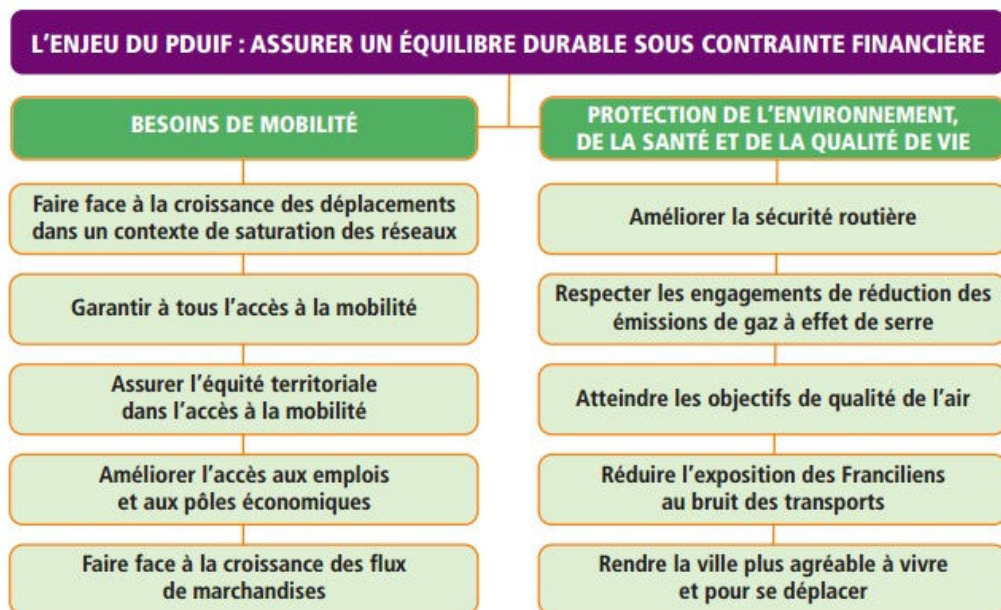 L'ENJEU DU PDUIF : ASSURER UN ÉQUILIBRE DURABLE SOUS CONTRAINTE FINANCIÈRE
BESOINS DE MOBILITÉ
Faire face à la croissance des déplacements
dans un contexte de saturation des réseaux
Garantir à tous l'accès à la mobilité
Assurer l'équité territoriale
dans l'accès à la mobilité
Améliorer l'accès aux emplois
et aux pôles économiques
Faire face à la croissance des flux
de marchandises
PROTECTION DE L'ENVIRONNEMENT,
DE LA SANTÉ ET DE LA QUALITÉ DE VIE
Améliorer la sécurité routière
Respecter les engagements de réduction des
émissions de gaz à effet de serre
Atteindre les objectifs de qualité de l'air
Réduire l'exposition des Franciliens
au bruit des transports
Rendre la ville plus agréable à vivre
et pour se déplacer